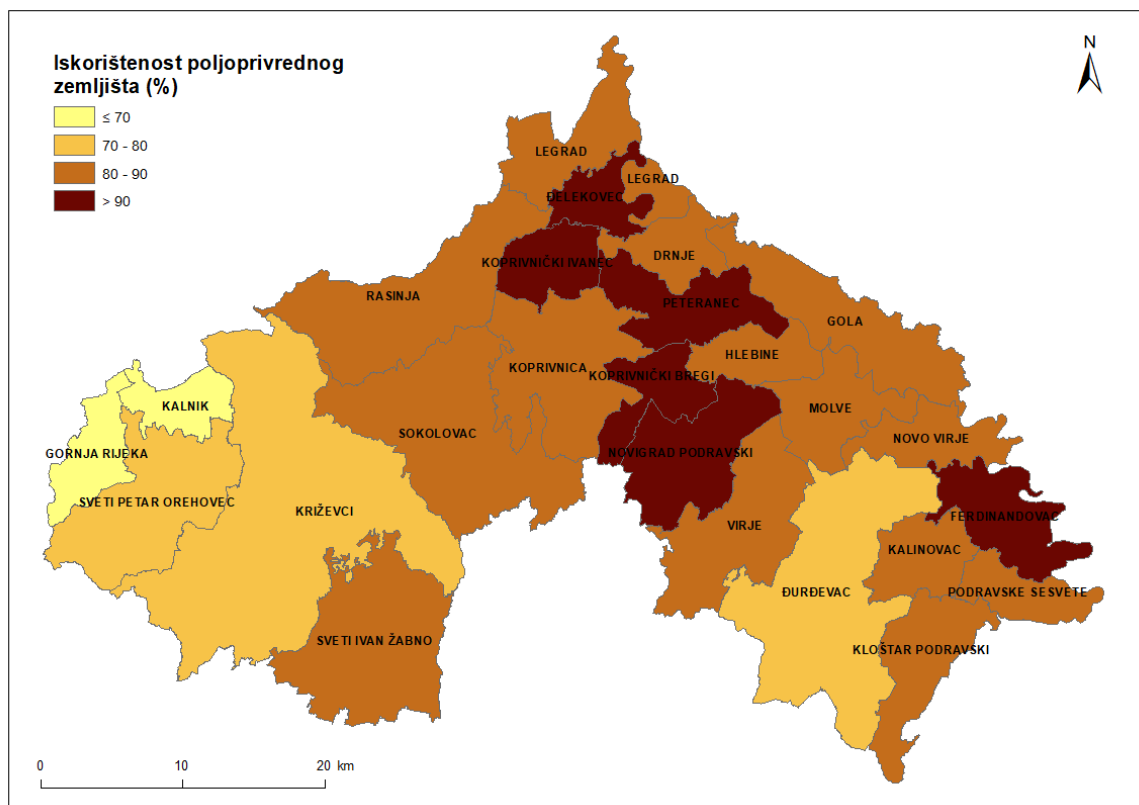 Iskorištenost poljoprivrednog
zemljišta (%)
≤ 70
70 - 80
80 - 90
> 90
N
LEGRAD
LEGRAD
ĐELEKOVEC
DRNJE
KOPRIVNIČKI IVANEC
RASINJA
PETERANEC
GOLA
HLEBINE
KOPRIVNICA
KOPRIVNIČKI BREGI
KALNIK
MOLVE
SOKOLOVAC
NOVO VIRJE
GORNJA RIJEKA
NOVIGRAD PODRAVSKI
SVETI PETAR OREHOVEC
KRIŽEVCI
FERDINANDOVAC
VIRJE
KALINOVAC
ĐURĐEVAC
PODRAVSKE SESVETE
SVETI IVAN ŽABNO
KLOŠTAR PODRAVSKI
0 10 20 km